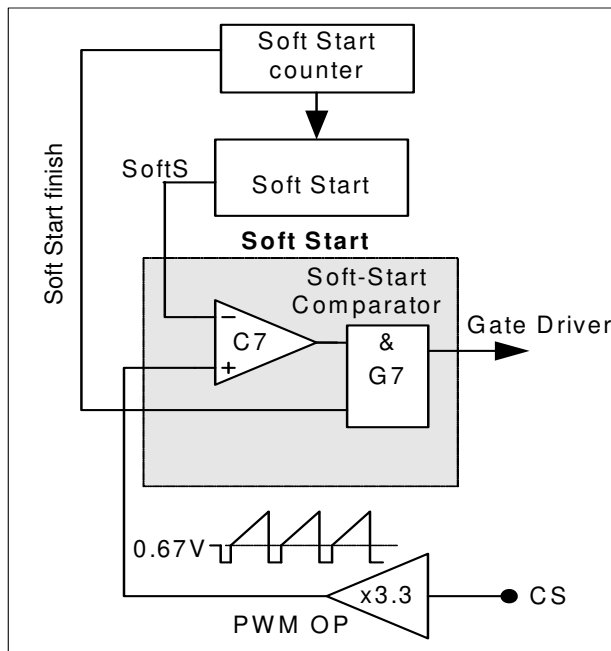 Soft Start
counter
SoftS
Soft Start
Soft Start finish
Soft Start
Soft-Start
Comparator
Gate Driver
−
C7
+
&
G7
0.67V
x3.3
CS
PWM OP